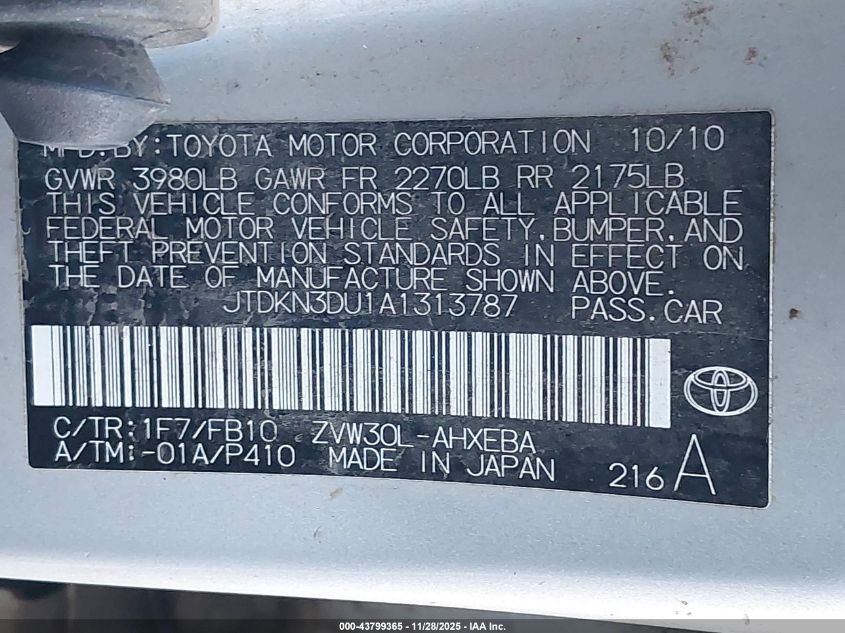 MFD.BY:TOYOTA MOTOR CORPORATION 10/10
GVWR 3980LB GAWR FR 2270LB RR 2175LB
THIS VEHICLE CONFORMS TO ALL APPLICABLE
FEDERAL MOTOR VEHICLE SAFETY,BUMPER,AND
THEFT PREVENTION STANDARDS IN EFFECT ON
THE DATE OF MANUFACTURE SHOWN ABOVE.
JTDKN3DU1A1313787 PASS.CAR
C/TR:1F7/FB10 ZVW30L-AHXEBA
A/TM:-01A/P410 MADE IN JAPAN 216 A
000-43799365 - 11/28/2025 - IAA Inc.